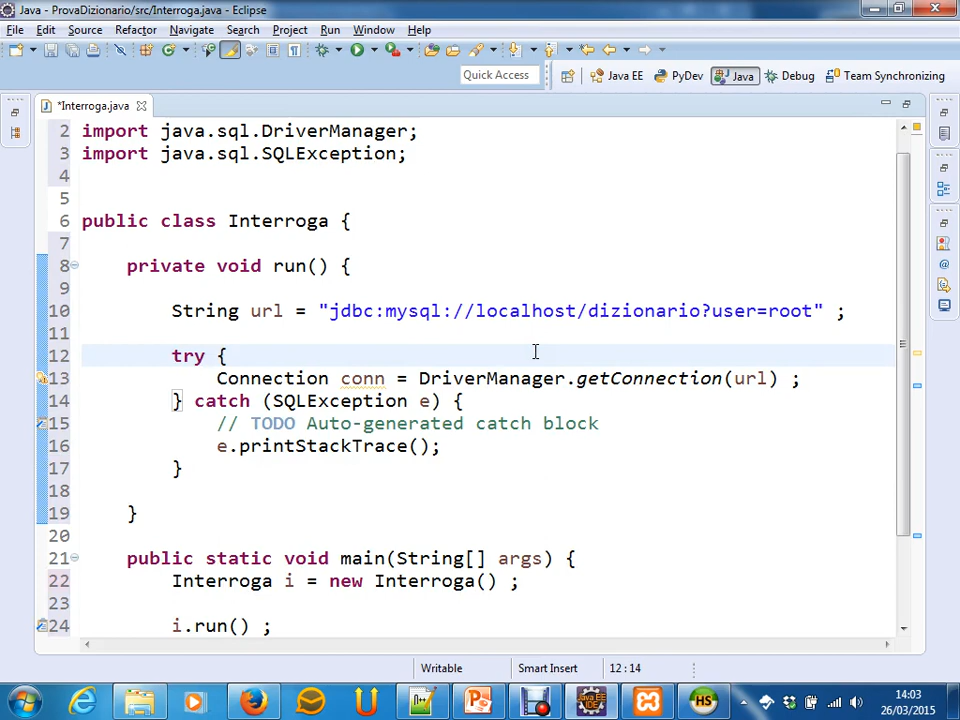 Java - ProvaDizionario/src/Interroga.java - Eclipse
File Edit Source Refactor Navigate Search Project Run Window Help
Quick Access Java EE PyDev Java Debug Team Synchronizing
*Interroga.java
2 import java.sql.DriverManager;
3 import java.sql.SQLException;
4
5
6 public class Interroga {
7
8 private void run() {
9
10 String url = "jdbc:mysql://localhost/dizionario?user=root" ;
11
12 try {
13 Connection conn = DriverManager.getConnection(url) ;
14 } catch (SQLException e) {
15 // TODO Auto-generated catch block
16 e.printStackTrace();
17 }
18
19 }
20
21 public static void main(String[] args) {
22 Interroga i = new Interroga() ;
23
24 i.run() ;
Writable Smart Insert 12 : 14
14:03
26/03/2015